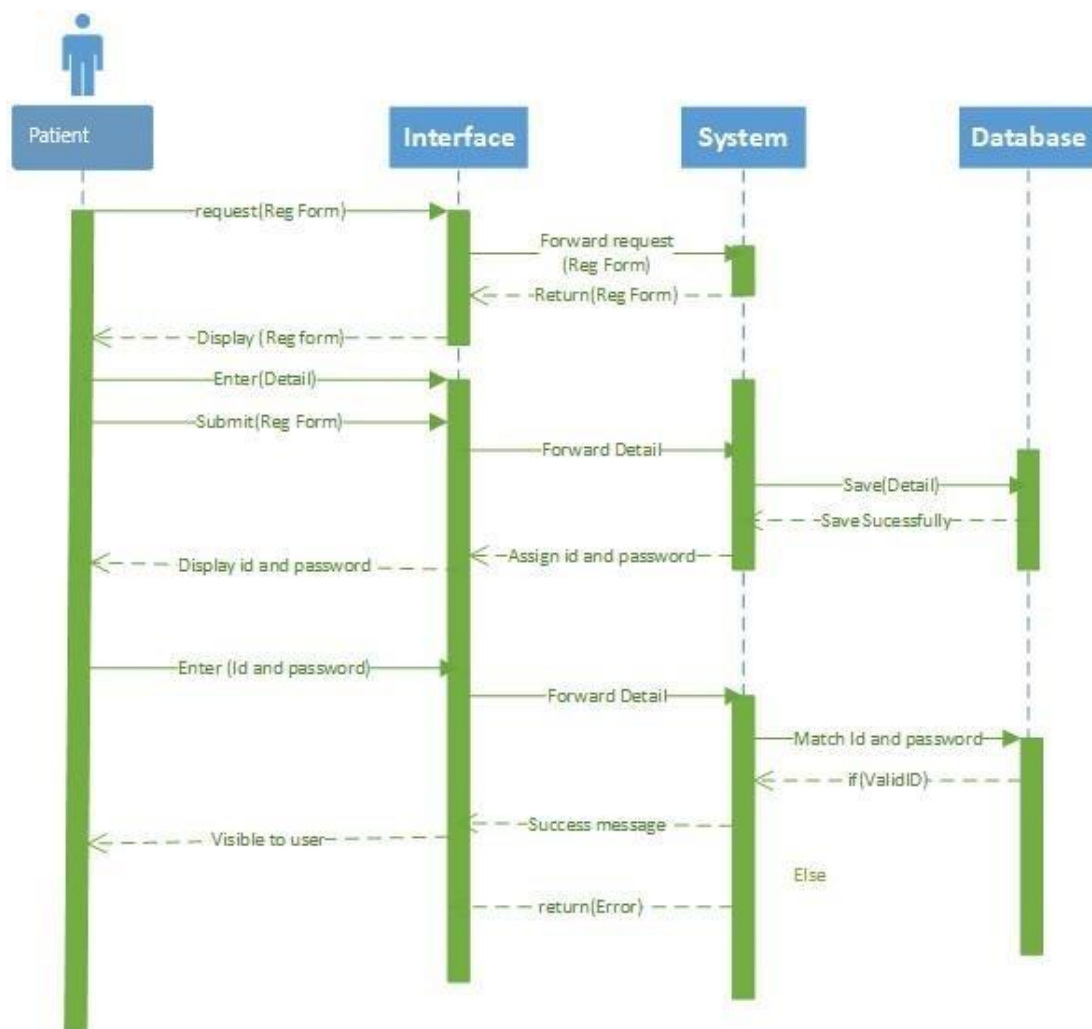 Patient
Interface
System
Database
request(Reg Form)
Forward request
(Reg Form)
Return(Reg Form)
Display (Reg form)
Enter(Detail)
Submit(Reg Form)
Forward Detail
Save(Detail)
Save Sucessfully
Assign id and password
Display id and password
Enter (Id and password)
Forward Detail
Match Id and password
if(ValidID)
Success message
Visible to user
Else
return(Error)